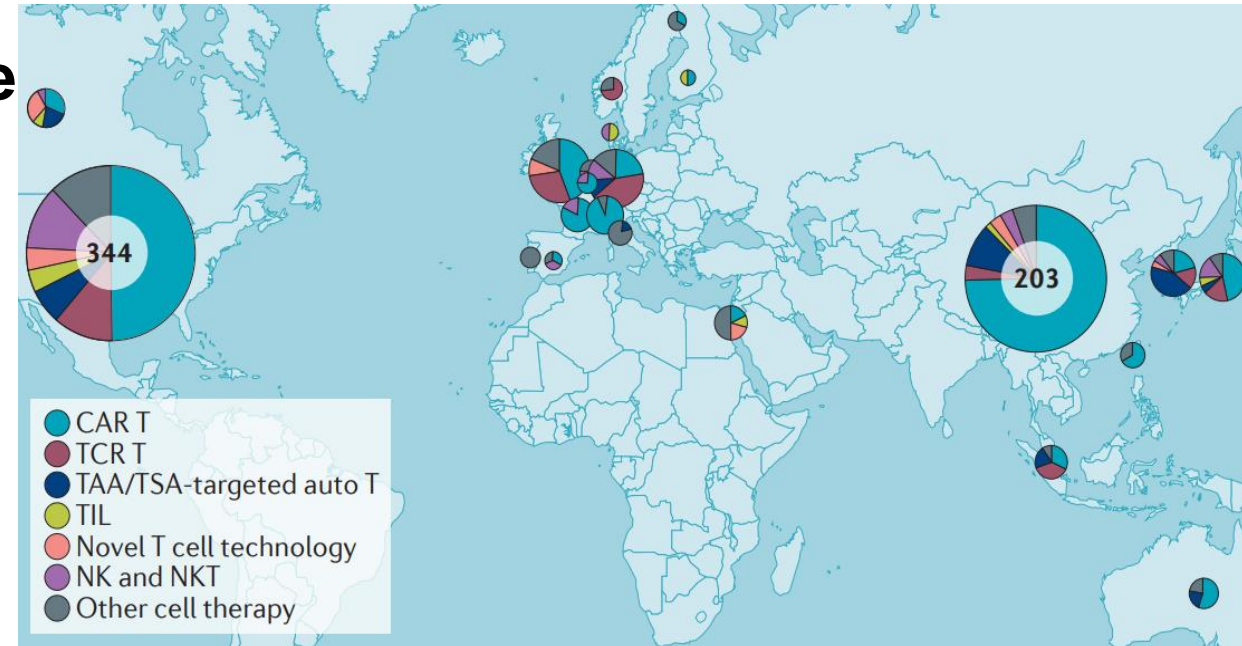 e
344
203
CAR T
TCR T
TAA/TSA-targeted auto T
TIL
Novel T cell technology
NK and NKT
Other cell therapy